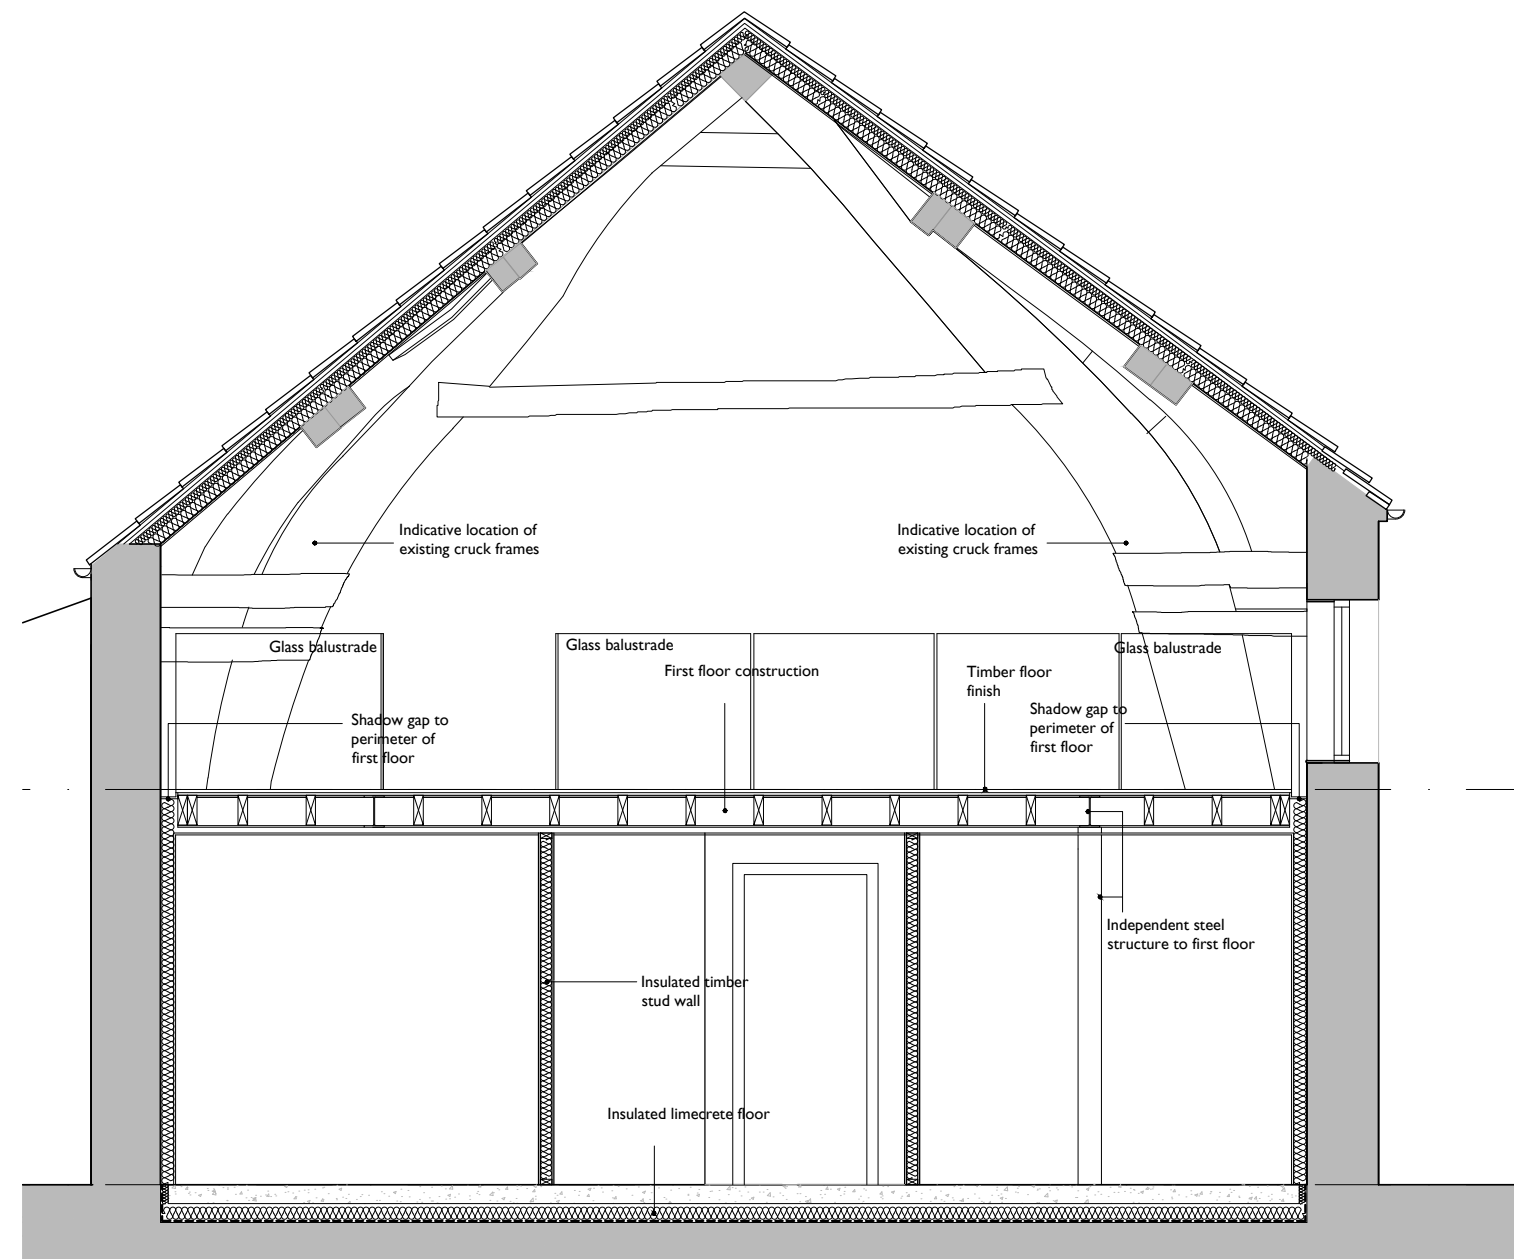 Indicative location of
existing cruck frames
Indicative location of
existing cruck frames
Glass balustrade
Glass balustrade
Glass balustrade
First floor construction
Timber floor
finish
Shadow gap to
perimeter of
first floor
Shadow gap to
perimeter of
first floor
Independent steel
structure to first floor
Insulated timber
stud wall
Insulated limecrete floor